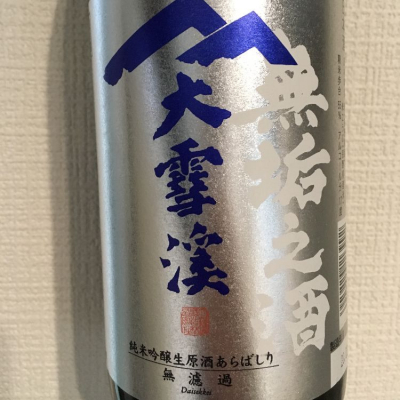 無垢之酒
大雪渓
純米吟醸生原酒あらばしり
無濾過
Daisekkei